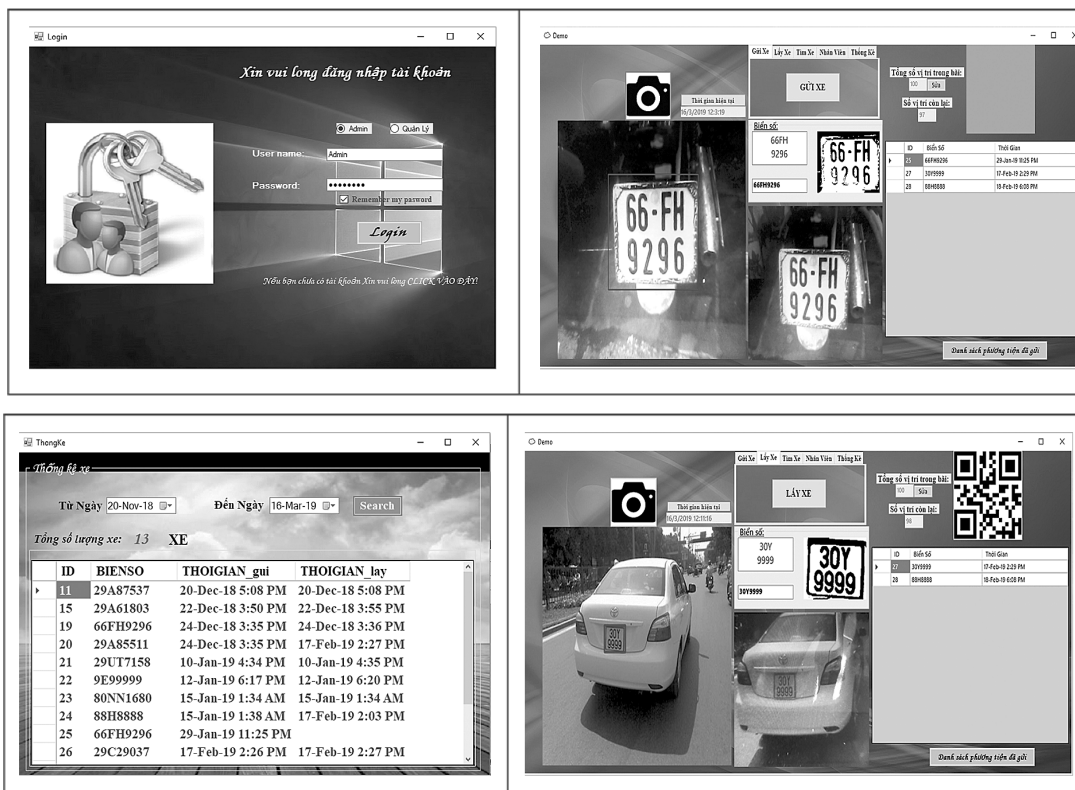 Login
Xin vui long đăng nhập tài khoản
Admin
Quản Lý
User name:
Admin
Password:
Remember my pasword
Login
Nếu bạn chưa có tài khoản Xin vui lòng CLICK VÀO ĐÂY!
Demo
Gửi Xe Lấy Xe Tìm Xe Nhân Viên Thống Kê
GỬI XE
Thời gian hiện tại
16/3/2019 12:3:19
Tổng số vị trí trong bãi:
100 Sửa
Số vị trí còn lại:
97
Biển số:
66FH
9296
66FH9296
66-FH
9296
66-FH
9296
66-FH
9296
ID Biển Số Thời Gian
25 66FH9296 29-Jan-19 11:25 PM
27 30Y9999 17-Feb-19 2:29 PM
28 88H8888 18-Feb-19 6:08 PM
Danh sách phương tiện đã gửi
ThongKe
Thống kê xe
Từ Ngày 20-Nov-18 Đến Ngày 16-Mar-19 Search
Tổng số lượng xe: 13 XE
ID BIENSO THOIGIAN_gui THOIGIAN_lay
11 29A87537 20-Dec-18 5:08 PM 20-Dec-18 5:08 PM
15 29A61803 22-Dec-18 3:50 PM 22-Dec-18 3:55 PM
19 66FH9296 24-Dec-18 3:35 PM 24-Dec-18 3:36 PM
20 29A85511 24-Dec-18 3:35 PM 17-Feb-19 2:27 PM
21 29UT7158 10-Jan-19 4:34 PM 10-Jan-19 4:35 PM
22 9E99999 12-Jan-19 6:17 PM 12-Jan-19 6:20 PM
23 80NN1680 15-Jan-19 1:34 AM 15-Jan-19 1:34 AM
24 88H8888 15-Jan-19 1:38 AM 17-Feb-19 2:03 PM
25 66FH9296 29-Jan-19 11:25 PM
26 29C29037 17-Feb-19 2:26 PM 17-Feb-19 2:27 PM
Demo
Gửi Xe Lấy Xe Tìm Xe Nhân Viên Thống Kê
LẤY XE
Thời gian hiện tại
16/3/2019 12:11:16
Tổng số vị trí trong bãi:
100 Sửa
Số vị trí còn lại:
98
Biển số:
30Y
9999
30Y9999
30Y
9999
30Y
9999
30Y
9999
ID Biển Số Thời Gian
27 30Y9999 17-Feb-19 2:29 PM
28 88H8888 18-Feb-19 6:08 PM
Danh sách phương tiện đã gửi